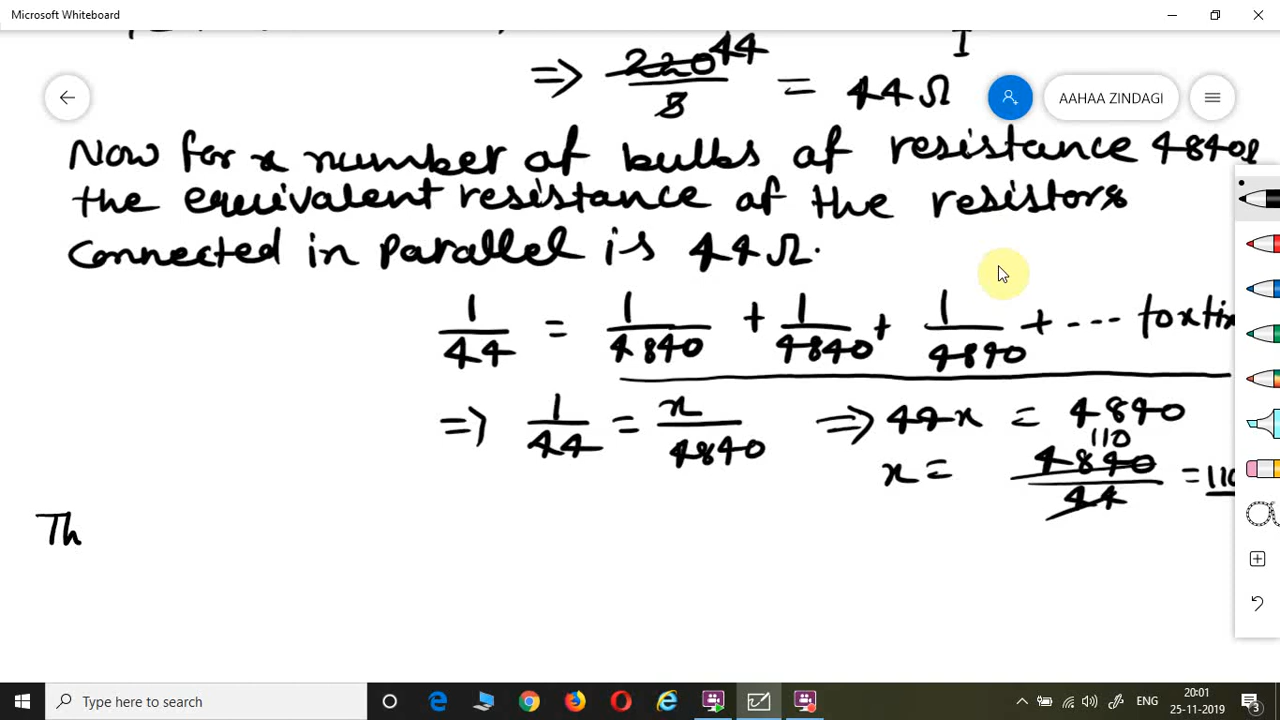 Microsoft Whiteboard
I
=> 220 44 / 5 = 44Ω
AAHAA ZINDAGI
Now for x number of bulbs of resistance 4840Ω
the equivalent resistance of the resistors
Connected in parallel is 44Ω.
1/44 = 1/4840 + 1/4840 + 1/4840 + ... to x
=> 1/44 = x/4840 => 44x = 4840
110
x = 4840/44 = 110
Th
Type here to search
ENG
20:01
25-11-2019
3